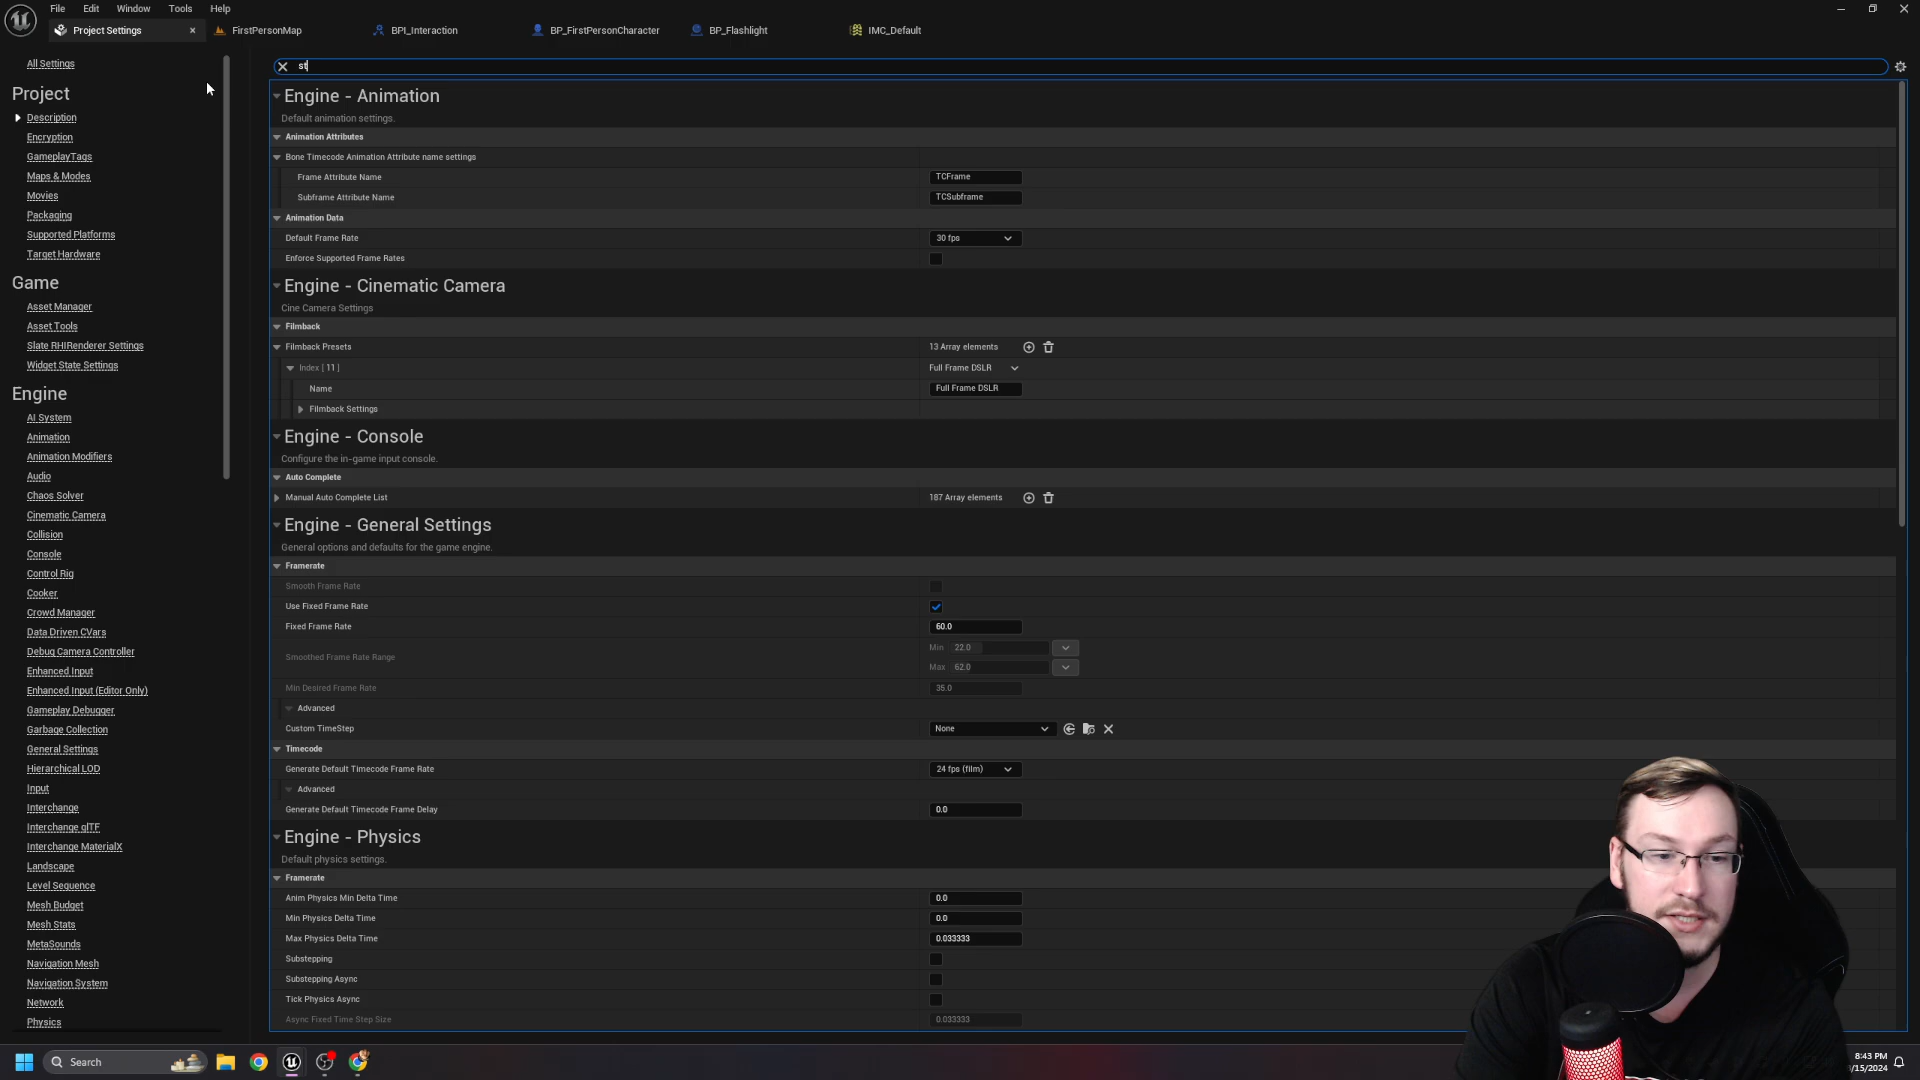 File Edit Window Tools Help
Project Settings FirstPersonMap BPI_Interaction BP_FirstPersonCharacter BP_Flashlight IMC_Default
All Settings
Project
Description
Encryption
GameplayTags
Maps & Modes
Movies
Packaging
Supported Platforms
Target Hardware
Game
Asset Manager
Asset Tools
Slate RHIRenderer Settings
Widget State Settings
Engine
AI System
Animation
Animation Modifiers
Audio
Chaos Solver
Cinematic Camera
Collision
Console
Control Rig
Cooker
Crowd Manager
Data Driven CVars
Debug Camera Controller
Enhanced Input
Enhanced Input (Editor Only)
Gameplay Debugger
Garbage Collection
General Settings
Hierarchical LOD
Input
Interchange
Interchange glTF
Interchange MaterialX
Landscape
Level Sequence
Mesh Budget
Mesh Stats
MetaSounds
Navigation Mesh
Navigation System
Network
Physics
st
Engine - Animation
Default animation settings.
Animation Attributes
Bone Timecode Animation Attribute name settings
Frame Attribute Name TCFrame
Subframe Attribute Name TCSubframe
Animation Data
Default Frame Rate 30 fps
Enforce Supported Frame Rates
Engine - Cinematic Camera
Cine Camera Settings
Filmback
Filmback Presets 13 Array elements
Index [ 11 ] Full Frame DSLR
Name Full Frame DSLR
Filmback Settings
Engine - Console
Configure the in-game input console.
Auto Complete
Manual Auto Complete List 187 Array elements
Engine - General Settings
General options and defaults for the game engine.
Framerate
Smooth Frame Rate
Use Fixed Frame Rate
Fixed Frame Rate 60.0
Smoothed Frame Rate Range Min 22.0
Max 62.0
Min Desired Frame Rate 35.0
Advanced
Custom TimeStep None
Timecode
Generate Default Timecode Frame Rate 24 fps (film)
Advanced
Generate Default Timecode Frame Delay 0.0
Engine - Physics
Default physics settings.
Framerate
Anim Physics Min Delta Time 0.0
Min Physics Delta Time 0.0
Max Physics Delta Time 0.033333
Substepping
Substepping Async
Tick Physics Async
Async Fixed Time Step Size 0.033333
Search
8:43 PM
/15/2024